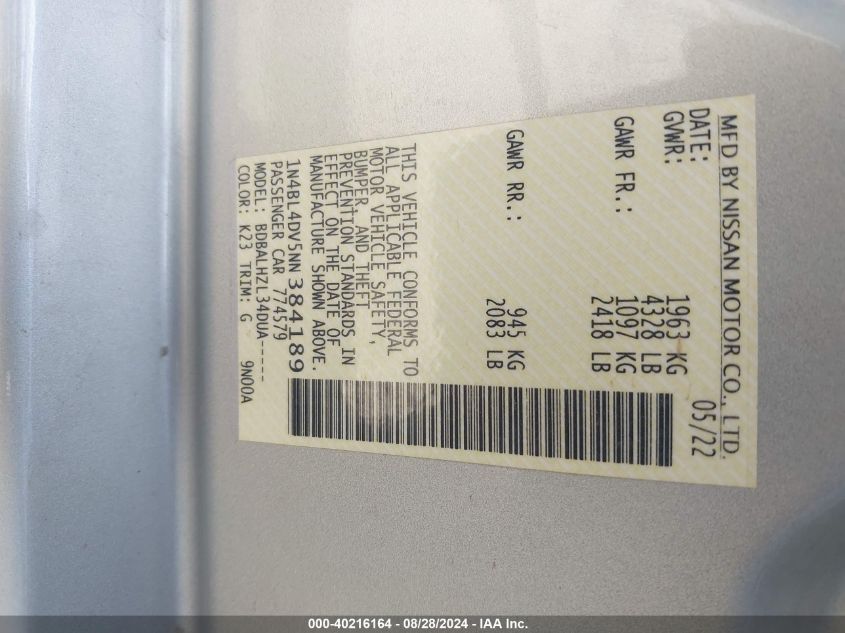 MFD BY NISSAN MOTOR CO., LTD.
DATE: 05/22
GVWR: 1963 KG
4328 LB
GAWR FR.: 1097 KG
2418 LB
GAWR RR.: 945 KG
2083 LB
THIS VEHICLE CONFORMS TO
ALL APPLICABLE FEDERAL
MOTOR VEHICLE SAFETY,
BUMPER, AND THEFT
PREVENTION STANDARDS IN
EFFECT ON THE DATE OF
MANUFACTURE SHOWN ABOVE.
1N4BL4DV5NN384189
PASSENGER CAR 774579
MODEL: BDBALHZL34DUA-----
COLOR: K23 TRIM: G 9N00A
000-40216164 - 08/28/2024 - IAA Inc.